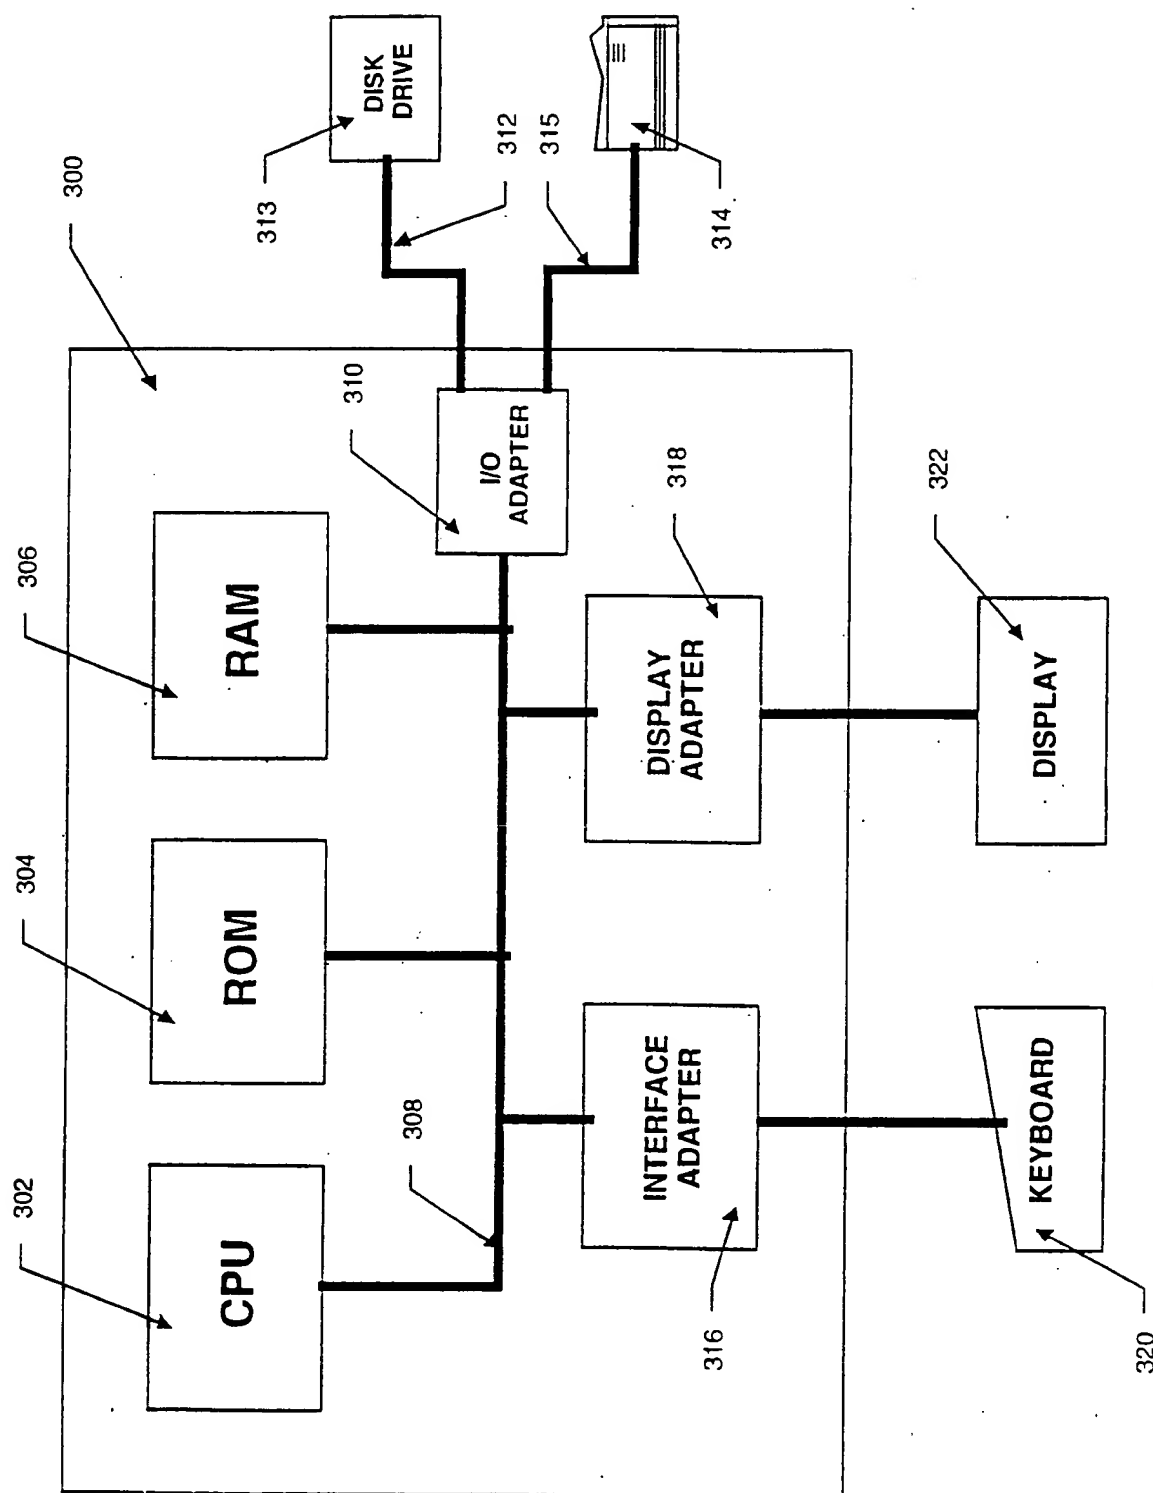 300
302
CPU
304
ROM
306
RAM
308
310
I/O
ADAPTER
312
313
DISK
DRIVE
315
314
316
INTERFACE
ADAPTER
318
DISPLAY
ADAPTER
320
KEYBOARD
322
DISPLAY